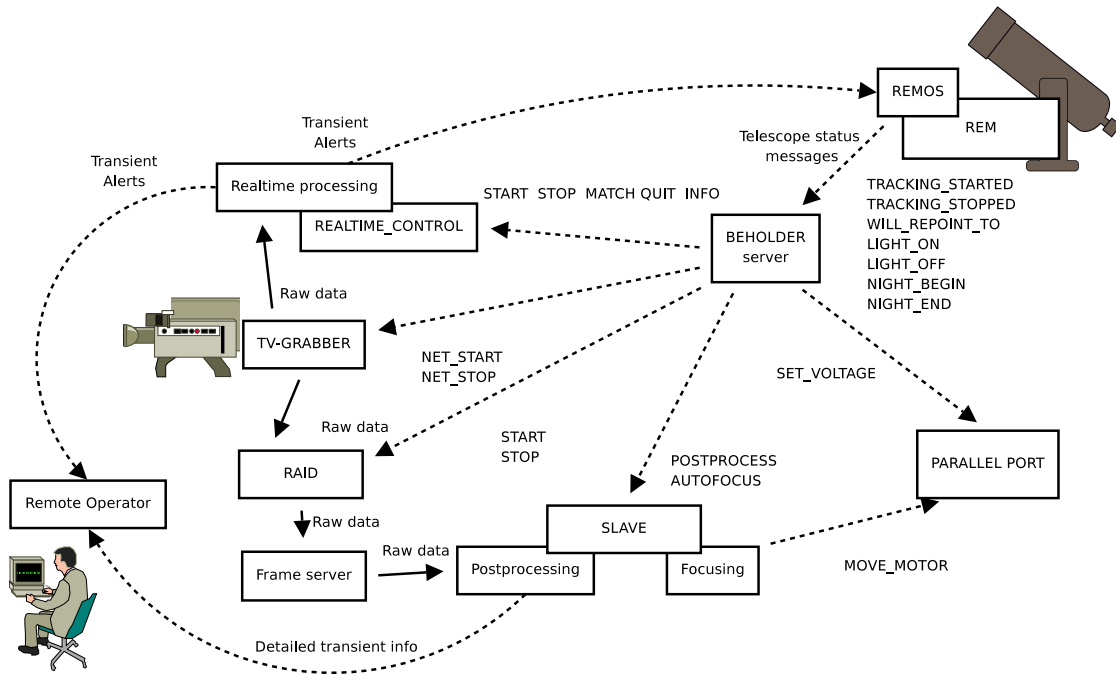 REMOS
REM
Transient
Alerts
Telescope status
messages
Transient
Alerts
Realtime processing
REALTIME_CONTROL
START STOP MATCH QUIT INFO
TRACKING_STARTED
TRACKING_STOPPED
WILL_REPOINT_TO
LIGHT_ON
LIGHT_OFF
NIGHT_BEGIN
NIGHT_END
BEHOLDER
server
Raw data
TV-GRABBER
NET_START
NET_STOP
SET_VOLTAGE
Raw data
START
STOP
RAID
POSTPROCESS
AUTOFOCUS
PARALLEL PORT
Remote Operator
Raw data
SLAVE
Raw data
Frame server
Postprocessing
Focusing
MOVE_MOTOR
Detailed transient info